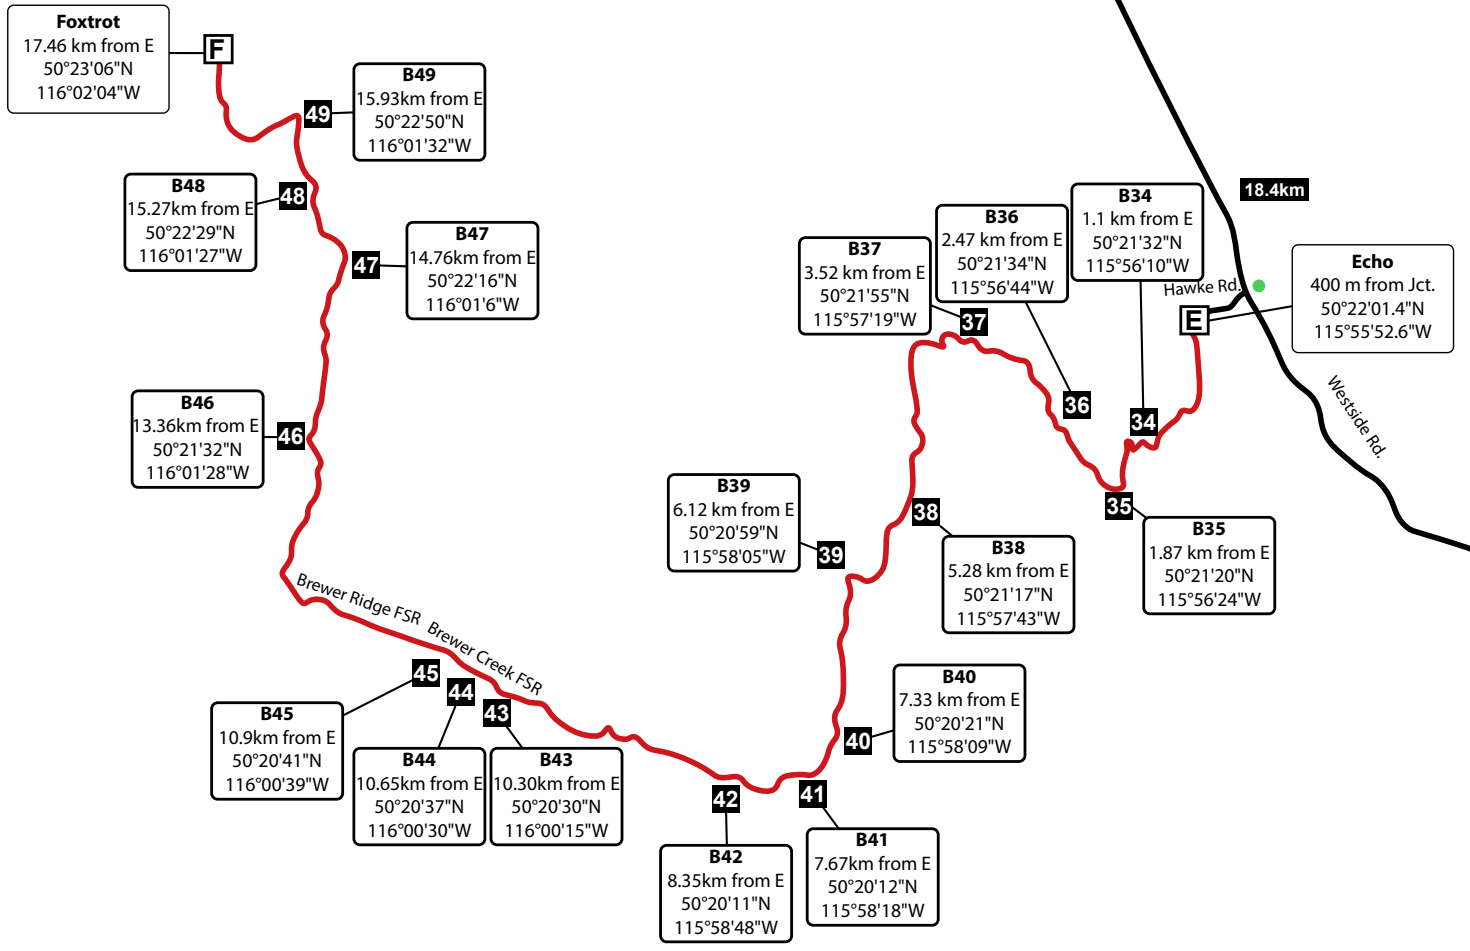 Foxtrot
17.46 km from E
50°23'06"N
116°02'04"W
F
49
B49
15.93km from E
50°22'50"N
116°01'32"W
B48
15.27km from E
50°22'29"N
116°01'27"W
48
47
B47
14.76km from E
50°22'16"N
116°01'6"W
B46
13.36km from E
50°21'32"N
116°01'28"W
46
B37
3.52 km from E
50°21'55"N
115°57'19"W
37
B36
2.47 km from E
50°21'34"N
115°56'44"W
36
B34
1.1 km from E
50°21'32"N
115°56'10"W
34
18.4km
Hawke Rd.
E
Echo
400 m from Jct.
50°22'01.4"N
115°55'52.6"W
Westside Rd.
35
B35
1.87 km from E
50°21'20"N
115°56'24"W
B39
6.12 km from E
50°20'59"N
115°58'05"W
39
38
B38
5.28 km from E
50°21'17"N
115°57'43"W
Brewer Ridge FSR
Brewer Creek FSR
45
44
43
B45
10.9km from E
50°20'41"N
116°00'39"W
B44
10.65km from E
50°20'37"N
116°00'30"W
B43
10.30km from E
50°20'30"N
116°00'15"W
40
B40
7.33 km from E
50°20'21"N
115°58'09"W
42
41
B42
8.35km from E
50°20'11"N
115°58'48"W
B41
7.67km from E
50°20'12"N
115°58'18"W